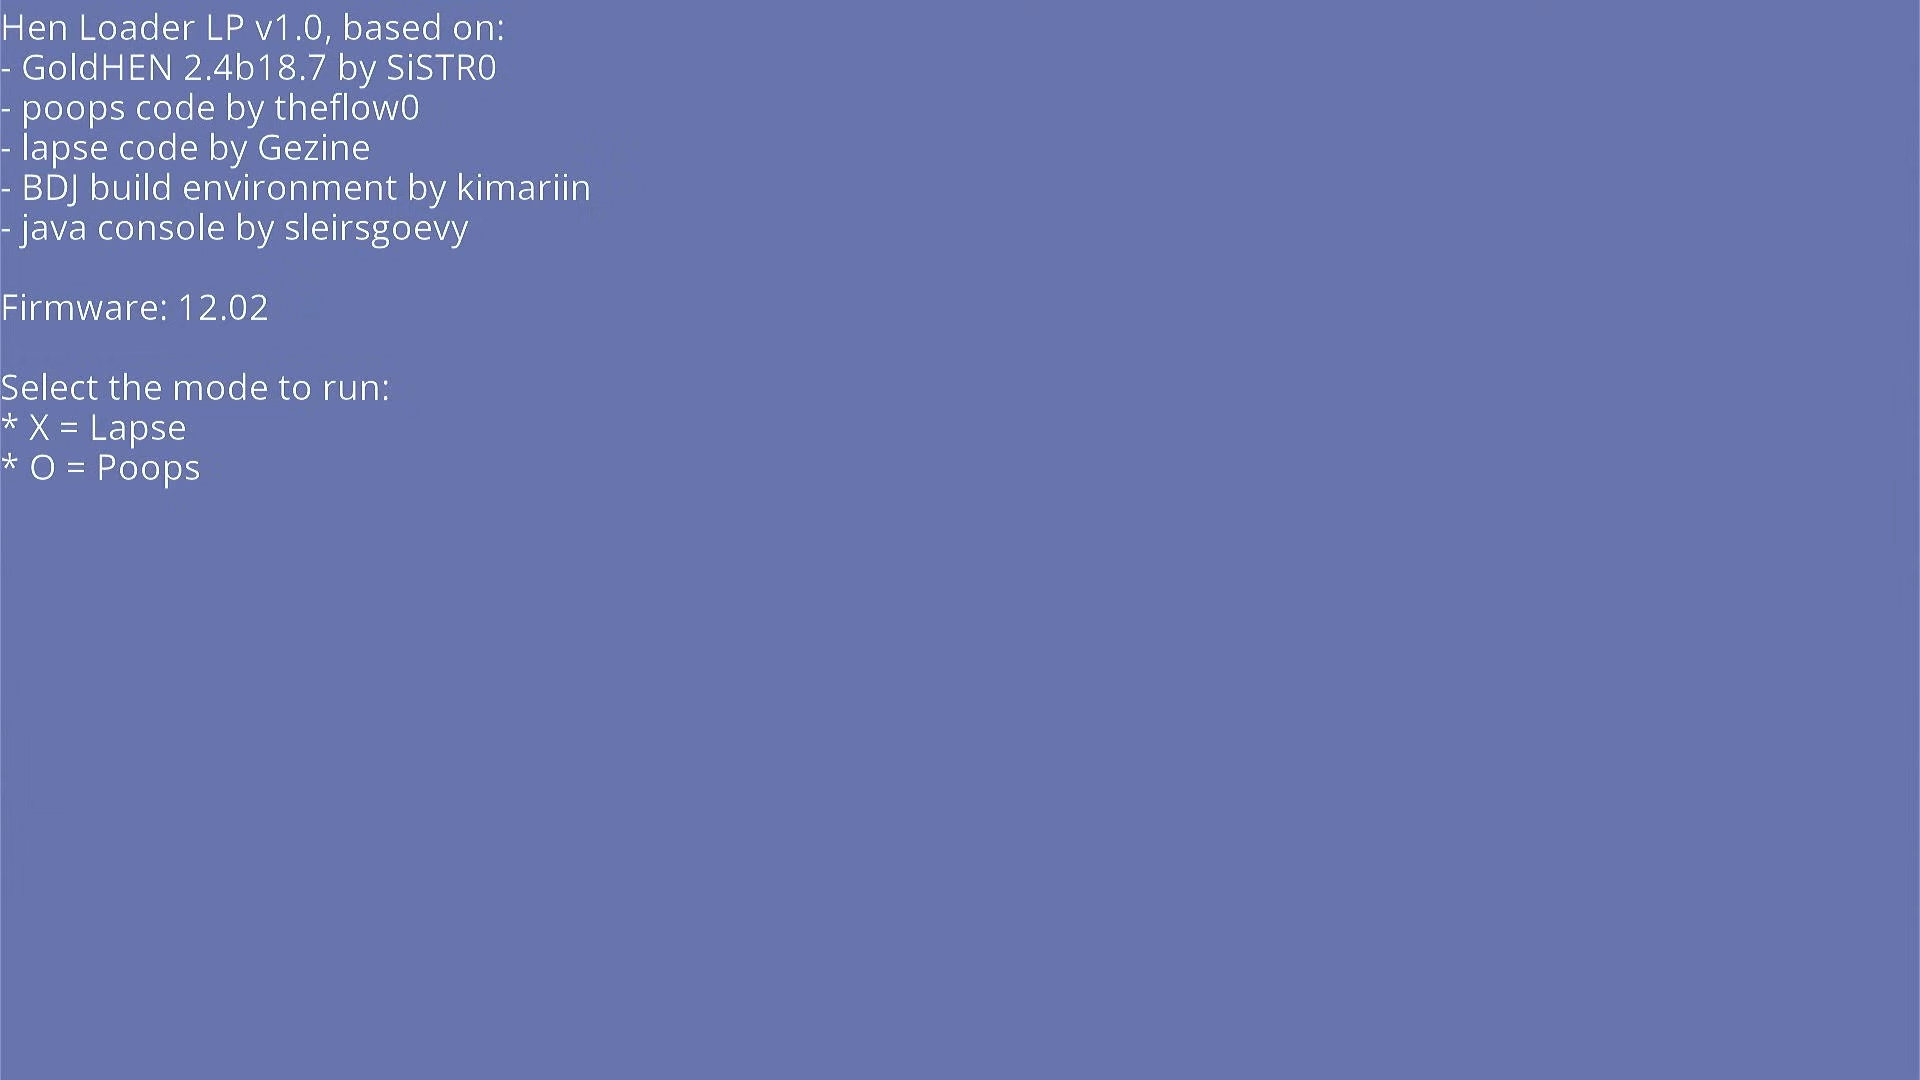 Hen Loader LP v1.0, based on:
- GoldHEN 2.4b18.7 by SiSTR0
- poops code by theflow0
- lapse code by Gezine
- BDJ build environment by kimariin
- java console by sleirsgoevy
Firmware: 12.02
Select the mode to run:
* X = Lapse
* O = Poops